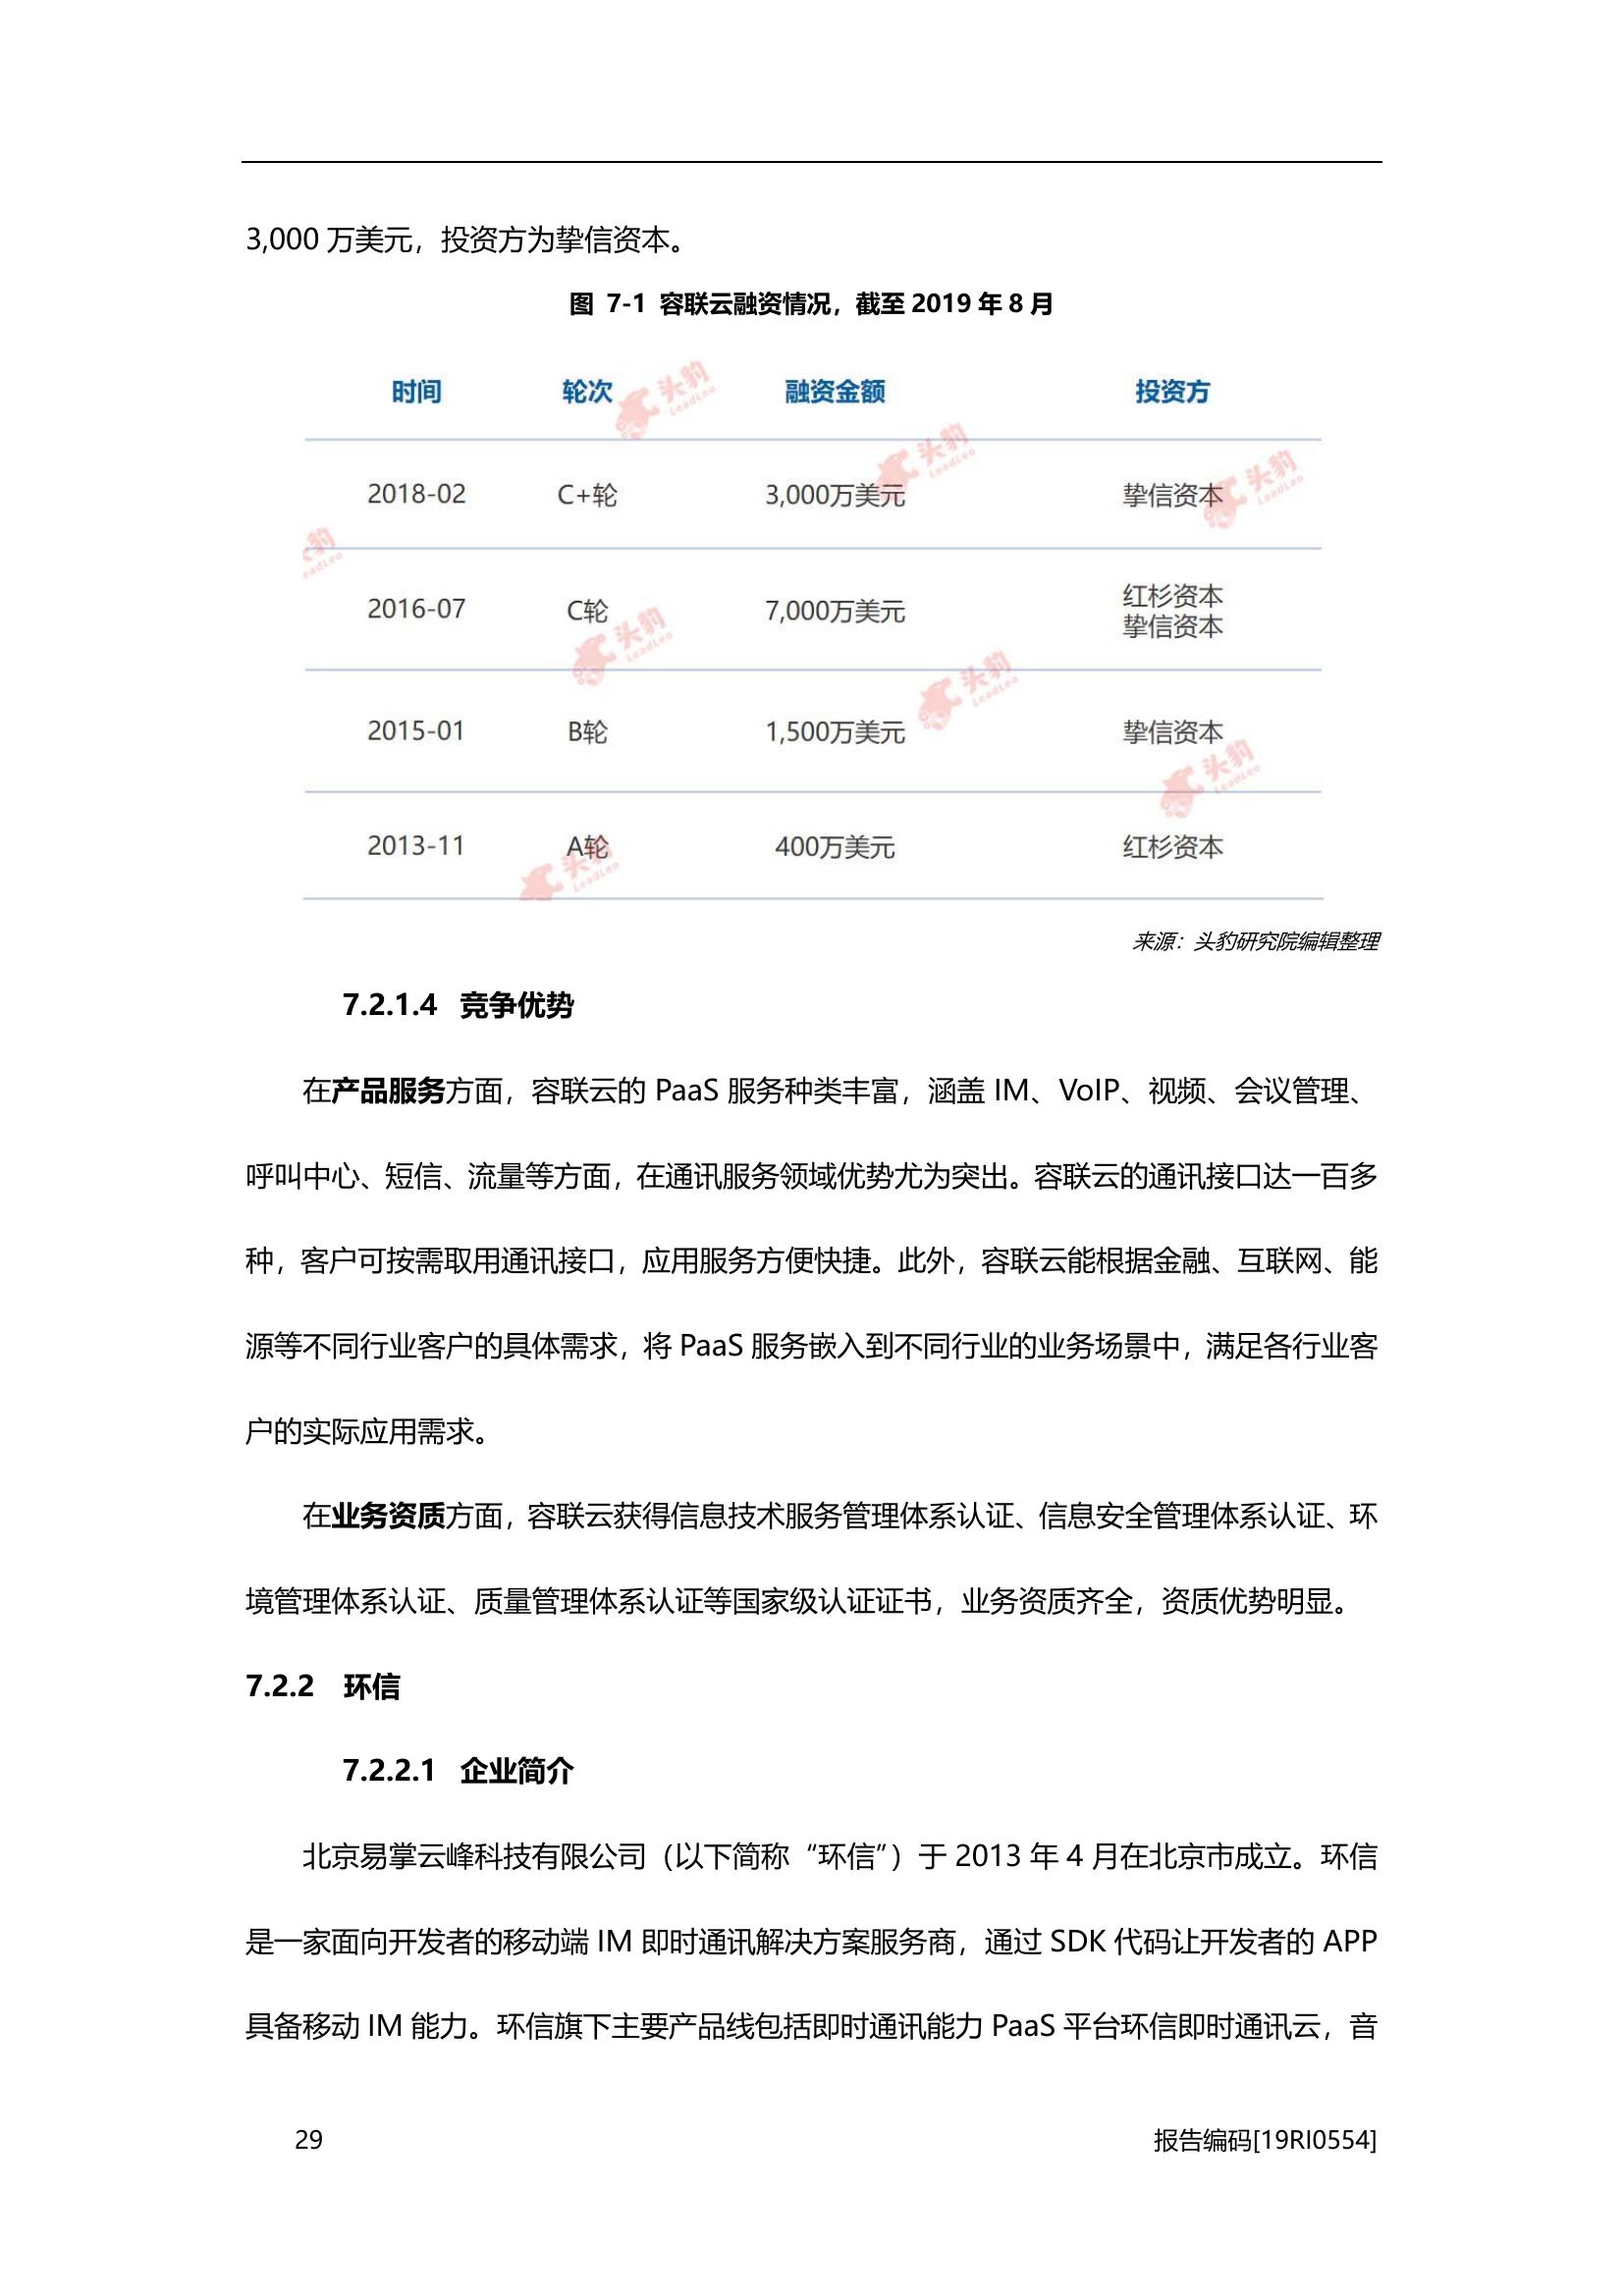 3,000 万美元，投资方为挚信资本。
图 7-1 容联云融资情况，截至 2019 年 8 月
时间 轮次 融资金额 投资方
2018-02 C+轮 3,000万美元 挚信资本
2016-07 C轮 7,000万美元 红杉资本
挚信资本
2015-01 B轮 1,500万美元 挚信资本
2013-11 A轮 400万美元 红杉资本
头豹 LeadLeo
来源：头豹研究院编辑整理
7.2.1.4 竞争优势
在产品服务方面，容联云的 PaaS 服务种类丰富，涵盖 IM、VoIP、视频、会议管理、
呼叫中心、短信、流量等方面，在通讯服务领域优势尤为突出。容联云的通讯接口达一百多
种，客户可按需取用通讯接口，应用服务方便快捷。此外，容联云能根据金融、互联网、能
源等不同行业客户的具体需求，将 PaaS 服务嵌入到不同行业的业务场景中，满足各行业客
户的实际应用需求。
在业务资质方面，容联云获得信息技术服务管理体系认证、信息安全管理体系认证、环
境管理体系认证、质量管理体系认证等国家级认证证书，业务资质齐全，资质优势明显。
7.2.2 环信
7.2.2.1 企业简介
北京易掌云峰科技有限公司（以下简称“环信”）于 2013 年 4 月在北京市成立。环信
是一家面向开发者的移动端 IM 即时通讯解决方案服务商，通过 SDK 代码让开发者的 APP
具备移动 IM 能力。环信旗下主要产品线包括即时通讯能力 PaaS 平台环信即时通讯云，音
29 报告编码[19RI0554]